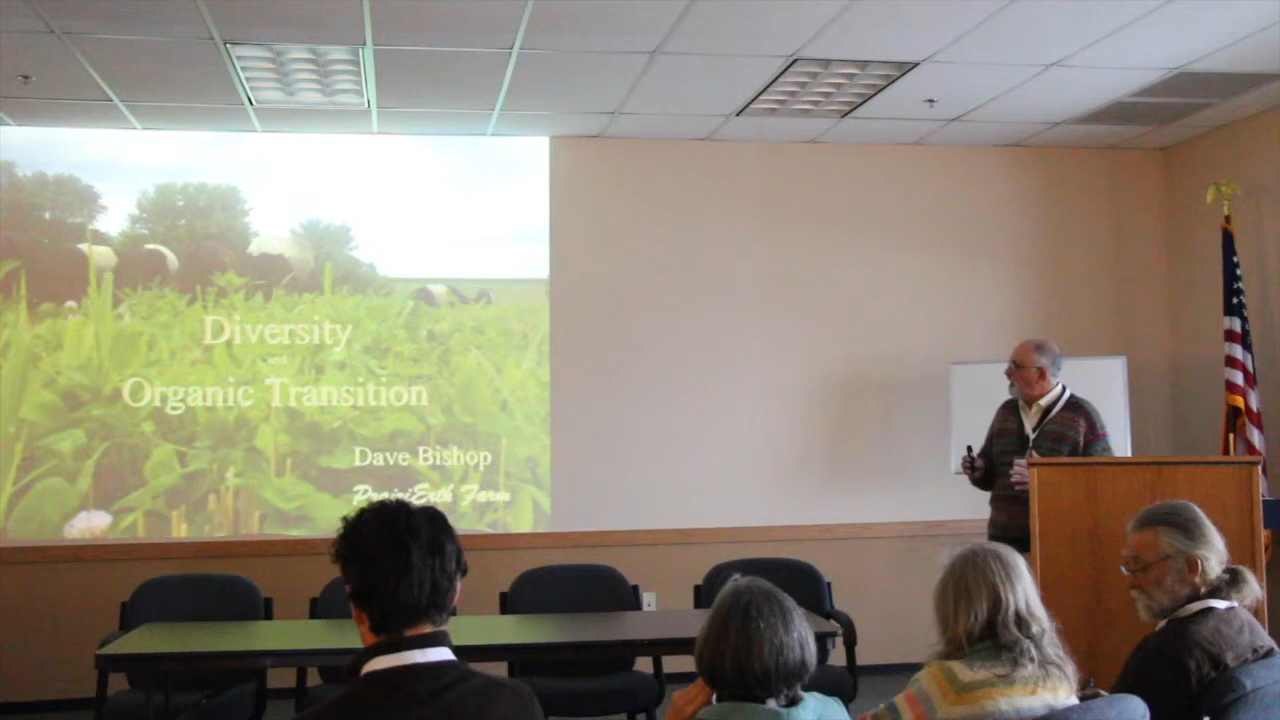 Diversity
and
Organic Transition
Dave Bishop
PrairiErth Farm